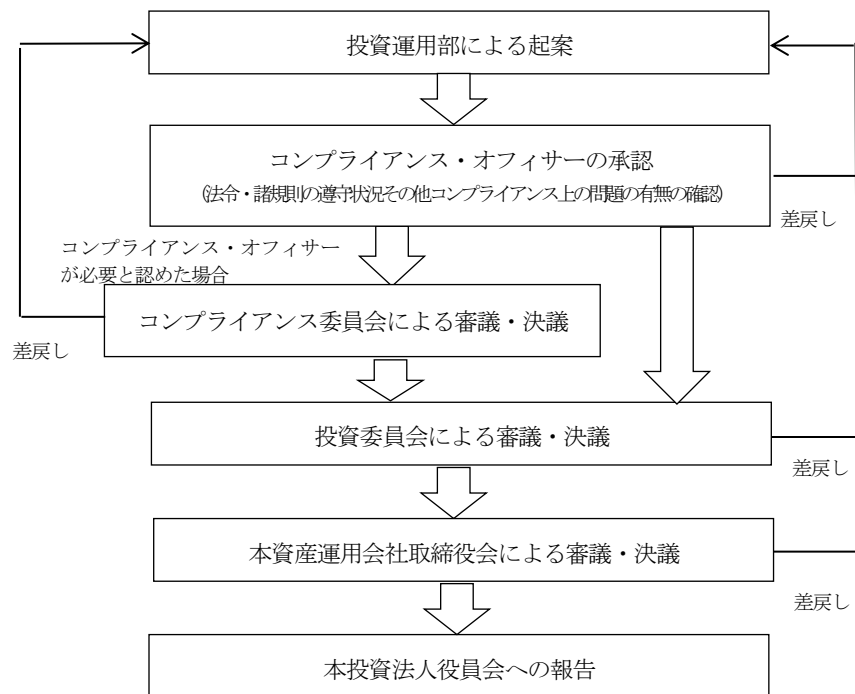 投資運用部による起案
コンプライアンス・オフィサーの承認
(法令・諸規則の遵守状況その他コンプライアンス上の問題の有無の確認)
差戻し
コンプライアンス・オフィサー
が必要と認めた場合
コンプライアンス委員会による審議・決議
差戻し
投資委員会による審議・決議
差戻し
本資産運用会社取締役会による審議・決議
差戻し
本投資法人役員会への報告